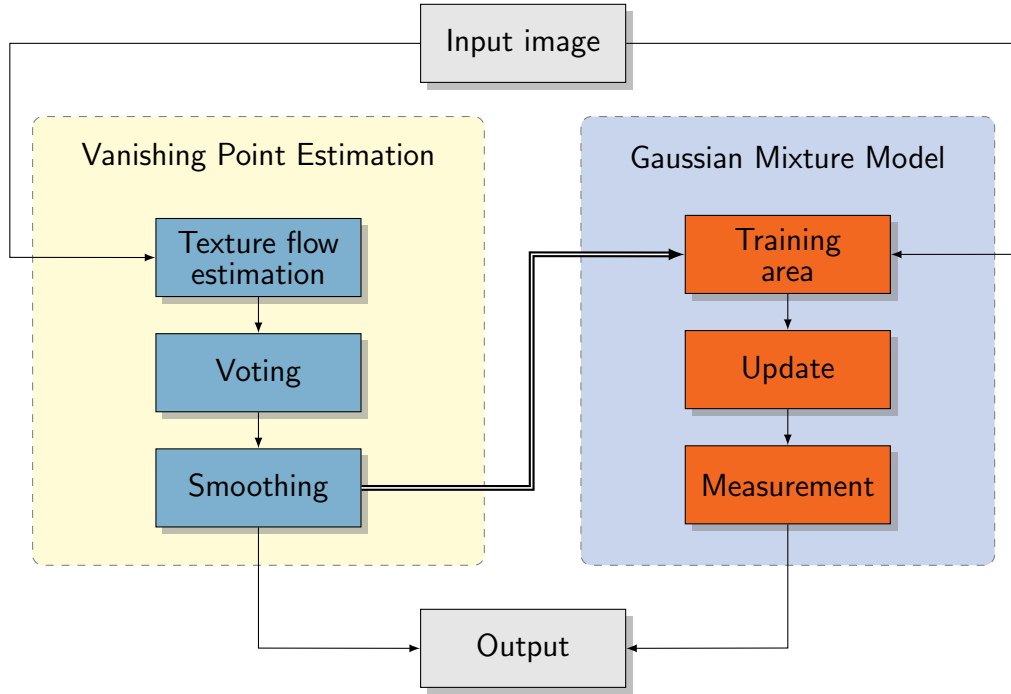 Input image
Vanishing Point Estimation
Texture flow
estimation
Voting
Smoothing
Gaussian Mixture Model
Training
area
Update
Measurement
Output